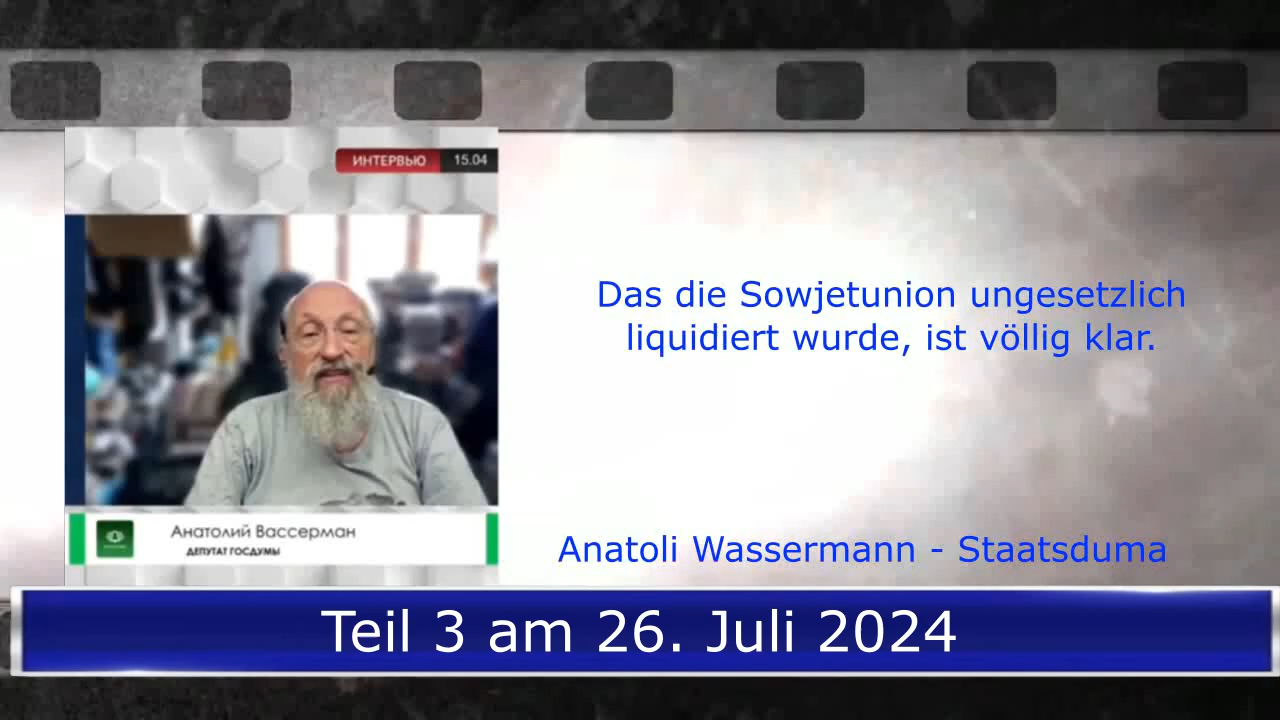 ИНТЕРВЬЮ 15.04
Das die Sowjetunion ungesetzlich
liquidiert wurde, ist völlig klar.
Анатолий Вассерман
ДЕПУТАТ ГОСДУМЫ
Anatoli Wassermann - Staatsduma
Teil 3 am 26. Juli 2024